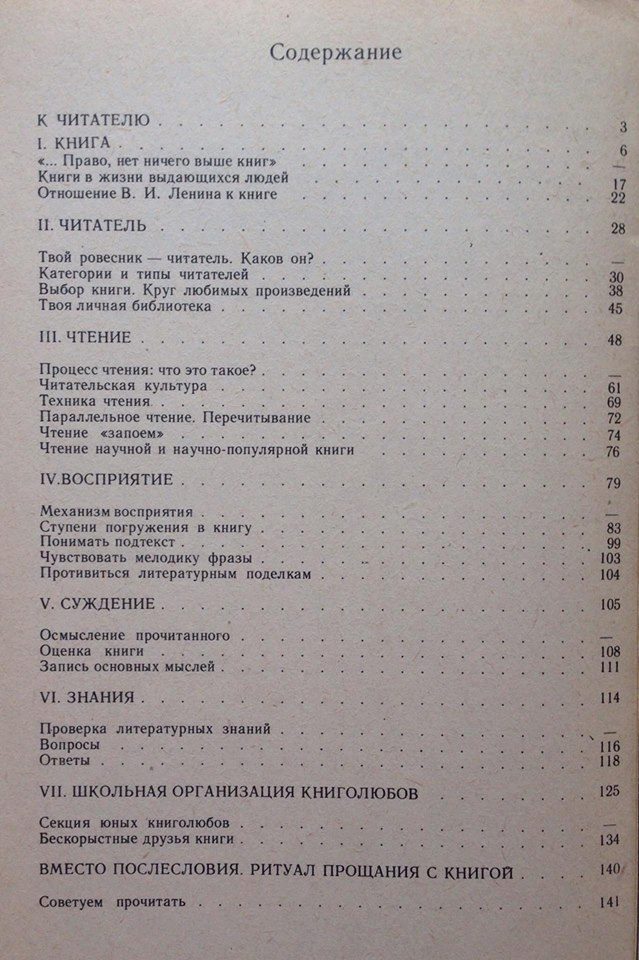 Содержание
К ЧИТАТЕЛЮ . . . . . . . . . . . . . . . . . 3
I. КНИГА . . . . . . . . . . . . . . . . . . 6
«... Право, нет ничего выше книг» . . . . . . . . . . —
Книги в жизни выдающихся людей . . . . . . . . . . 17
Отношение В. И. Ленина к книге . . . . . . . . . . 22
II. ЧИТАТЕЛЬ . . . . . . . . . . . . . . . . 28
Твой ровесник — читатель. Каков он? . . . . . . . . . —
Категории и типы читателей . . . . . . . . . . . . 30
Выбор книги. Круг любимых произведений . . . . . . . . 38
Твоя личная библиотека . . . . . . . . . . . . . 45
III. ЧТЕНИЕ . . . . . . . . . . . . . . . . 48
Процесс чтения: что это такое? . . . . . . . . . . . —
Читательская культура . . . . . . . . . . . . . 61
Техника чтения . . . . . . . . . . . . . . . . 69
Параллельное чтение. Перечитывание . . . . . . . . . 72
Чтение «запоем» . . . . . . . . . . . . . . . 74
Чтение научной и научно-популярной книги . . . . . . . 76
IV. ВОСПРИЯТИЕ . . . . . . . . . . . . . . . 79
Механизм восприятия . . . . . . . . . . . . . . —
Ступени погружения в книгу . . . . . . . . . . . . 83
Понимать подтекст . . . . . . . . . . . . . . . 99
Чувствовать мелодику фразы . . . . . . . . . . . . 103
Противиться литературным поделкам . . . . . . . . . 104
V. СУЖДЕНИЕ . . . . . . . . . . . . . . . . 105
Осмысление прочитанного . . . . . . . . . . . . . —
Оценка книги . . . . . . . . . . . . . . . . 108
Запись основных мыслей . . . . . . . . . . . . . 111
VI. ЗНАНИЯ . . . . . . . . . . . . . . . . 114
Проверка литературных знаний . . . . . . . . . . . —
Вопросы . . . . . . . . . . . . . . . . . . 116
Ответы . . . . . . . . . . . . . . . . . . . 118
VII. ШКОЛЬНАЯ ОРГАНИЗАЦИЯ КНИГОЛЮБОВ . . . . . . 125
Секция юных книголюбов . . . . . . . . . . . . . —
Бескорыстные друзья книги . . . . . . . . . . . . 134
ВМЕСТО ПОСЛЕСЛОВИЯ. РИТУАЛ ПРОЩАНИЯ С КНИГОЙ . . . . 140
Советуем прочитать . . . . . . . . . . . . . . 141